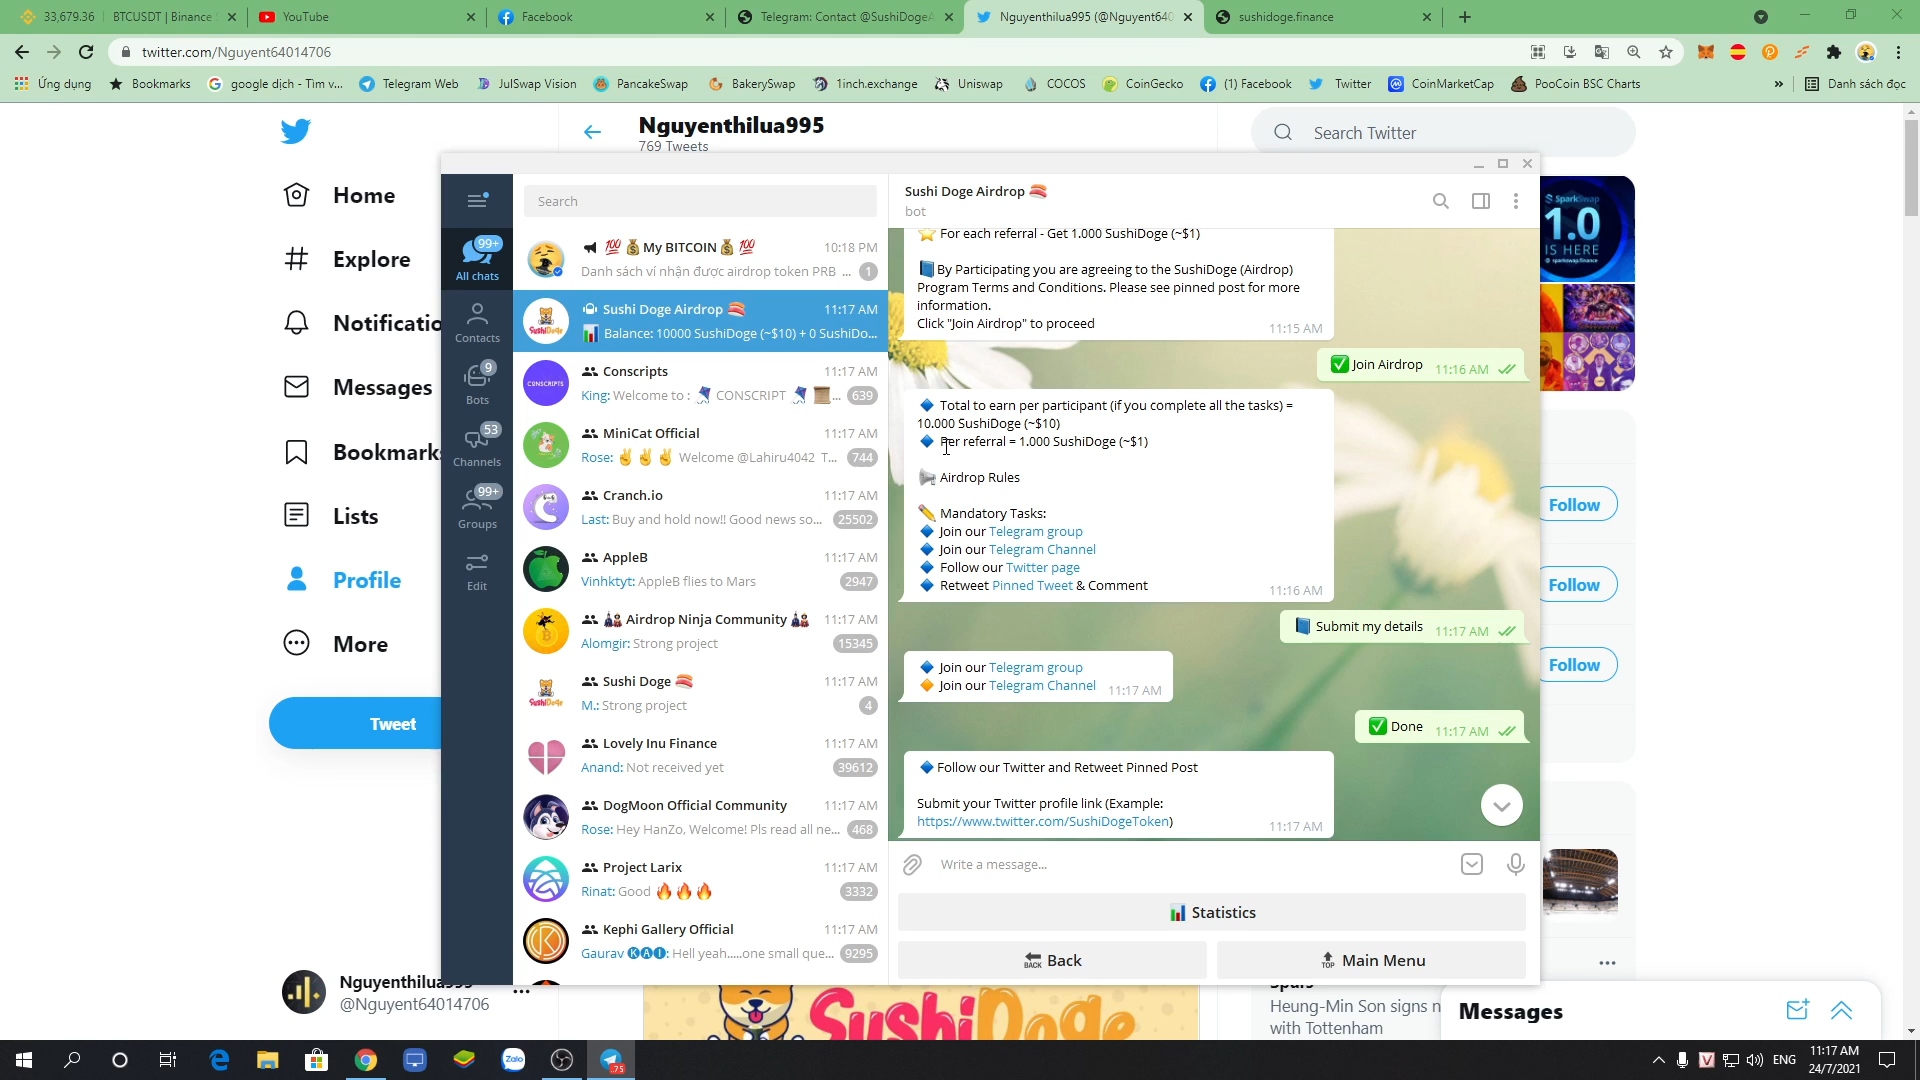 33,679.36 BTCUSDT | Binance
YouTube
Facebook
Telegram: Contact @SushiDogeA
Nguyenthilua995 (@Nguyent640
sushidoge.finance
twitter.com/Nguyent64014706
Ứng dụng
Bookmarks
google dịch - Tìm v...
Telegram Web
JulSwap Vision
PancakeSwap
BakerySwap
1inch.exchange
Uniswap
COCOS
CoinGecko
(1) Facebook
Twitter
CoinMarketCap
PooCoin BSC Charts
»
Danh sách đọc
Nguyenthilua995
769 Tweets
Search Twitter
Home
Explore
Notificatio
Messages
Bookmark
Lists
Profile
More
Tweet
Nguyenthilua995
@Nguyent64014706
99+
All chats
Contacts
9
Bots
53
Channels
99+
Groups
Edit
Search
💯💰My BITCOIN💰💯 10:18 PM
Danh sách ví nhận được airdrop token PRB ... 1
Sushi Doge Airdrop 🍣 11:17 AM
📊 Balance: 10000 SushiDoge (~$10) + 0 SushiDo...
CONSCRIPTS
Conscripts 11:17 AM
King: Welcome to : CONSCRIPT ... 639
MiniCat Official 11:17 AM
Rose: ✌✌✌ Welcome @Lahiru4042 T... 744
Cranch.io 11:17 AM
Last: Buy and hold now!! Good news so... 25502
AppleB 11:17 AM
Vinhktyt: AppleB flies to Mars 2947
🎎 Airdrop Ninja Community 🎎 11:17 AM
Alomgir: Strong project 15345
Sushi Doge 🍣 11:17 AM
M.: Strong project 4
Lovely Inu Finance 11:17 AM
Anand: Not received yet 39612
DogMoon Official Community 11:17 AM
Rose: Hey HanZo, Welcome! Pls read all ne... 468
Project Larix 11:17 AM
Rinat: Good 🔥🔥🔥 3332
Kephi Gallery Official 11:17 AM
Gaurav 🅚🅐🅘: Hell yeah.....one small que... 9295
Sushi Doge Airdrop 🍣
bot
⭐ For each referral - Get 1.000 SushiDoge (~$1)
📘By Participating you are agreeing to the SushiDoge (Airdrop)
Program Terms and Conditions. Please see pinned post for more
information.
Click "Join Airdrop" to proceed
11:15 AM
✅Join Airdrop 11:16 AM
🔷 Total to earn per participant (if you complete all the tasks) =
10.000 SushiDoge (~$10)
🔷 Per referral = 1.000 SushiDoge (~$1)
📢 Airdrop Rules
✏️ Mandatory Tasks:
🔷 Join our Telegram group
🔷 Join our Telegram Channel
🔷 Follow our Twitter page
🔷 Retweet Pinned Tweet & Comment
11:16 AM
📘 Submit my details 11:17 AM
🔷 Join our Telegram group
🔶 Join our Telegram Channel 11:17 AM
✅ Done 11:17 AM
🔷Follow our Twitter and Retweet Pinned Post
Submit your Twitter profile link (Example:
https://www.twitter.com/SushiDogeToken)
11:17 AM
Write a message...
📊 Statistics
🔙 Back
🔝 Main Menu
SparkSwap
1.0
IS HERE
sparkswap.finance
Follow
Follow
Follow
SushiDoge
Spurs
Heung-Min Son signs n
with Tottenham
Messages
Zalo
.75
ENG
11:17 AM
24/7/2021